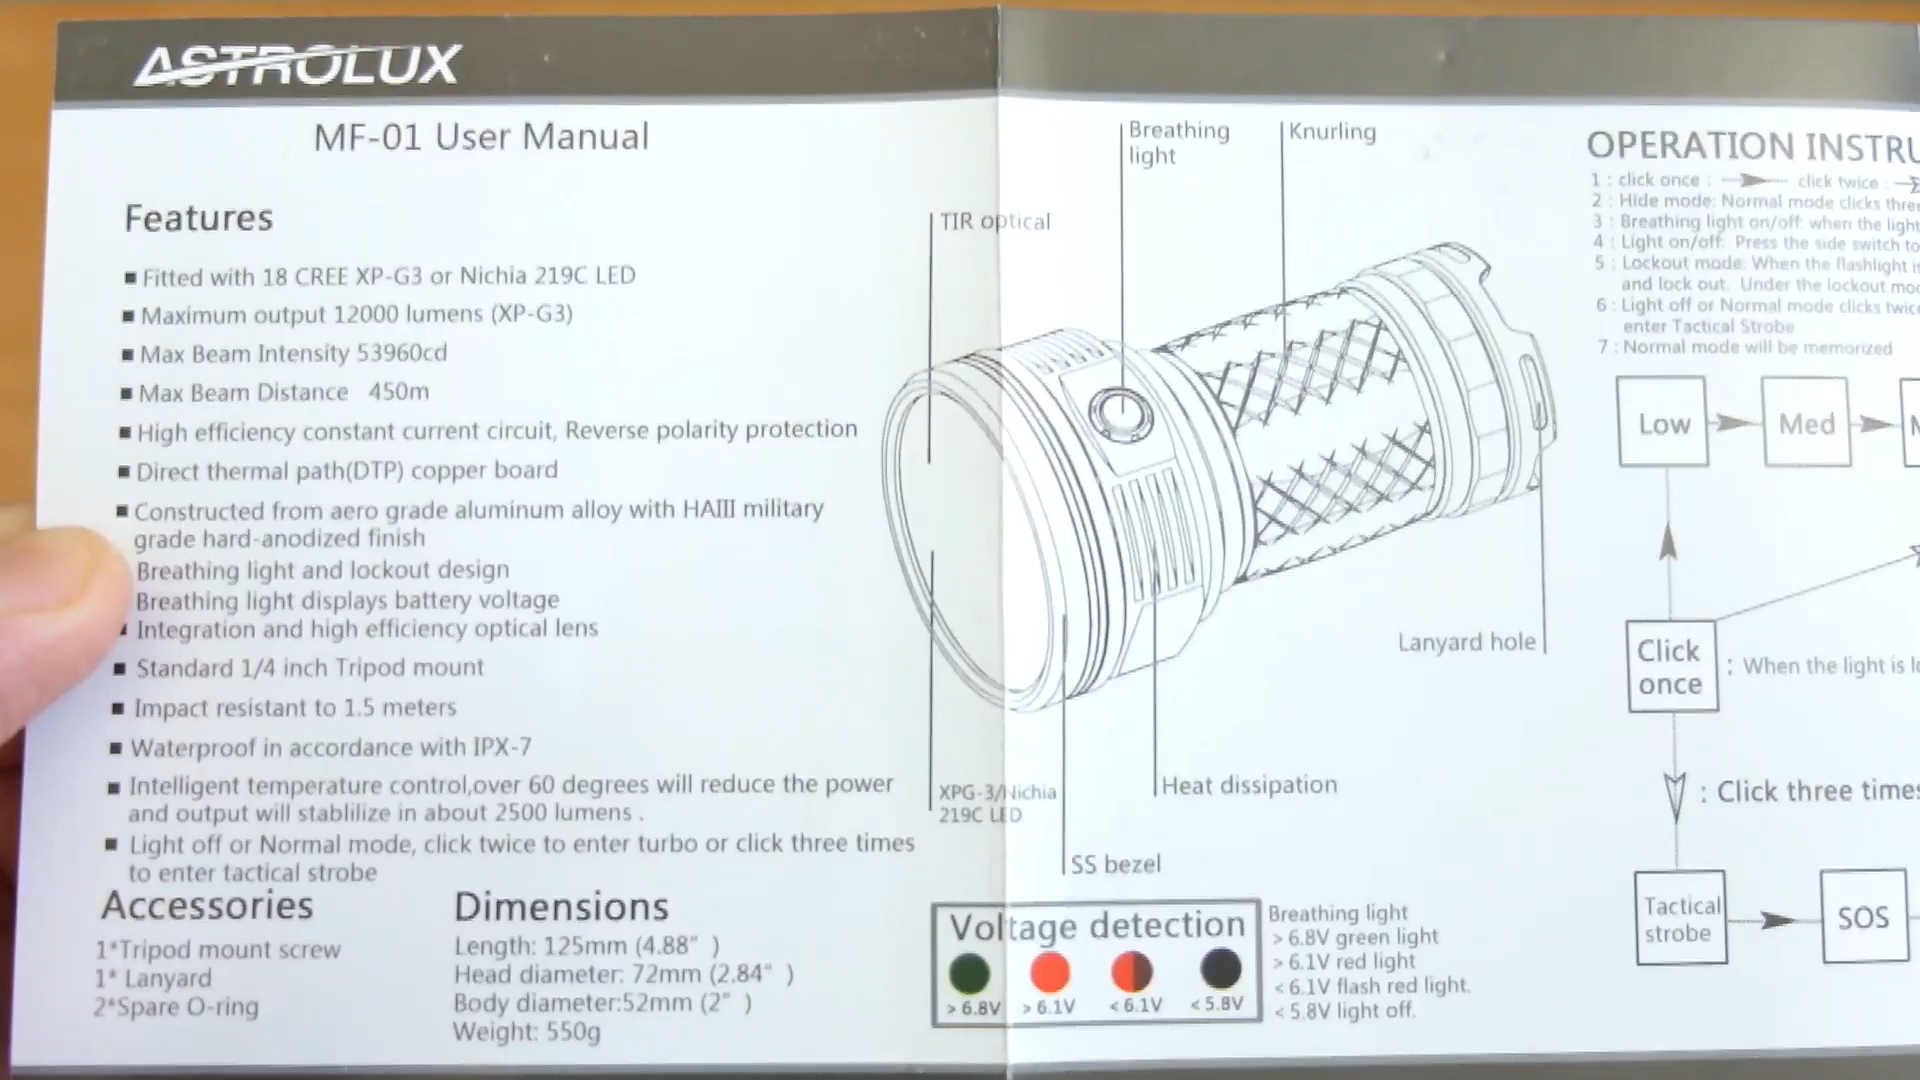 ASTROLUX
MF-01 User Manual
Features
■ Fitted with 18 CREE XP-G3 or Nichia 219C LED
■ Maximum output 12000 lumens (XP-G3)
■ Max Beam Intensity 53960cd
■ Max Beam Distance 450m
■ High efficiency constant current circuit, Reverse polarity protection
■ Direct thermal path(DTP) copper board
■ Constructed from aero grade aluminum alloy with HAIII military
grade hard-anodized finish
Breathing light and lockout design
Breathing light displays battery voltage
■ Integration and high efficiency optical lens
■ Standard 1/4 inch Tripod mount
■ Impact resistant to 1.5 meters
■ Waterproof in accordance with IPX-7
■ Intelligent temperature control,over 60 degrees will reduce the power
and output will stablilize in about 2500 lumens .
■ Light off or Normal mode, click twice to enter turbo or click three times
to enter tactical strobe
Accessories
1*Tripod mount screw
1* Lanyard
2*Spare O-ring
Dimensions
Length: 125mm (4.88" )
Head diameter: 72mm (2.84" )
Body diameter:52mm (2" )
Weight: 550g
Breathing
light
Knurling
TIR optical
Lanyard hole
Heat dissipation
XPG-3/Nichia
219C LED
SS bezel
Voltage detection
> 6.8V > 6.1V < 6.1V < 5.8V
Breathing light
> 6.8V green light
> 6.1V red light
< 6.1V flash red light.
< 5.8V light off.
OPERATION INSTRU
1 : click once : click twice :
2 : Hide mode: Normal mode clicks three
3 : Breathing light on/off: when the light
4 : Light on/off: Press the side switch to
5 : Lockout mode: When the flashlight is
and lock out. Under the lockout mod
6 : Light off or Normal mode clicks twice
enter Tactical Strobe
7 : Normal mode will be memorized
Low
Med
Click
once
: When the light is
: Click three times
Tactical
strobe
SOS